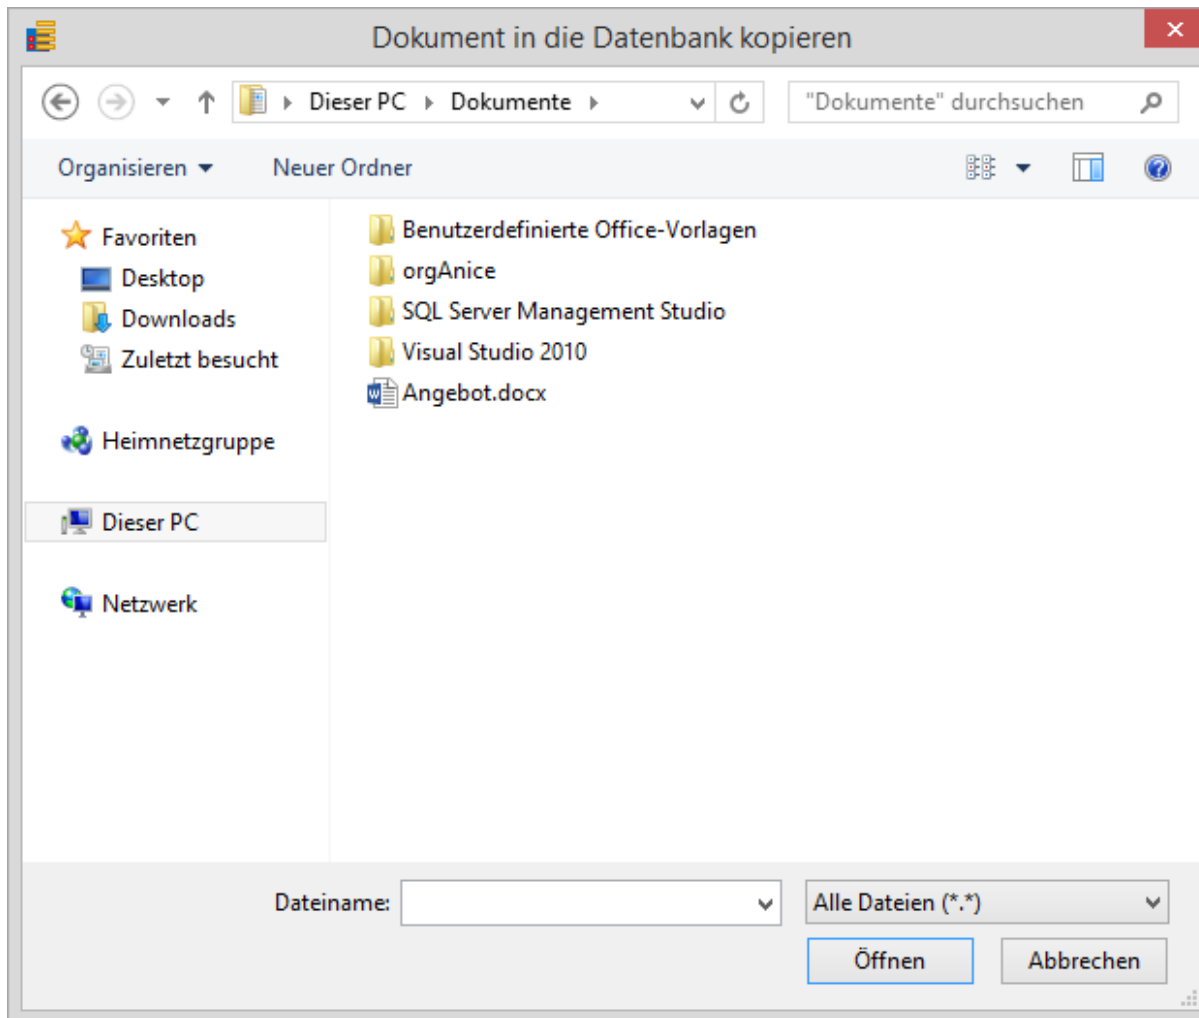 Dokument in die Datenbank kopieren
Dieser PC Dokumente
"Dokumente" durchsuchen
Organisieren Neuer Ordner
Favoriten
Desktop
Downloads
Zuletzt besucht
Heimnetzgruppe
Dieser PC
Netzwerk
Benutzerdefinierte Office-Vorlagen
orgAnice
SQL Server Management Studio
Visual Studio 2010
Angebot.docx
Dateiname:
Alle Dateien (*.*)
Öffnen Abbrechen